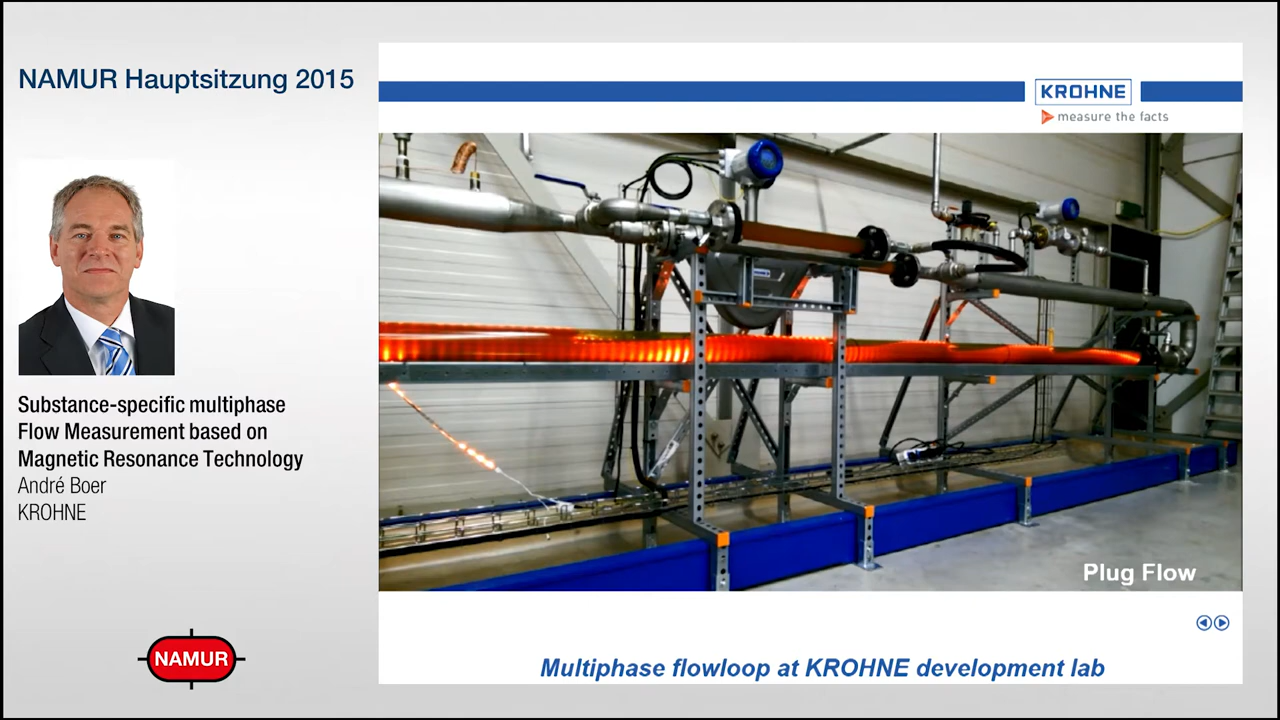 NAMUR Hauptsitzung 2015
Substance-specific multiphase
Flow Measurement based on
Magnetic Resonance Technology
André Boer
KROHNE
NAMUR
KROHNE
measure the facts
Plug Flow
Multiphase flowloop at KROHNE development lab